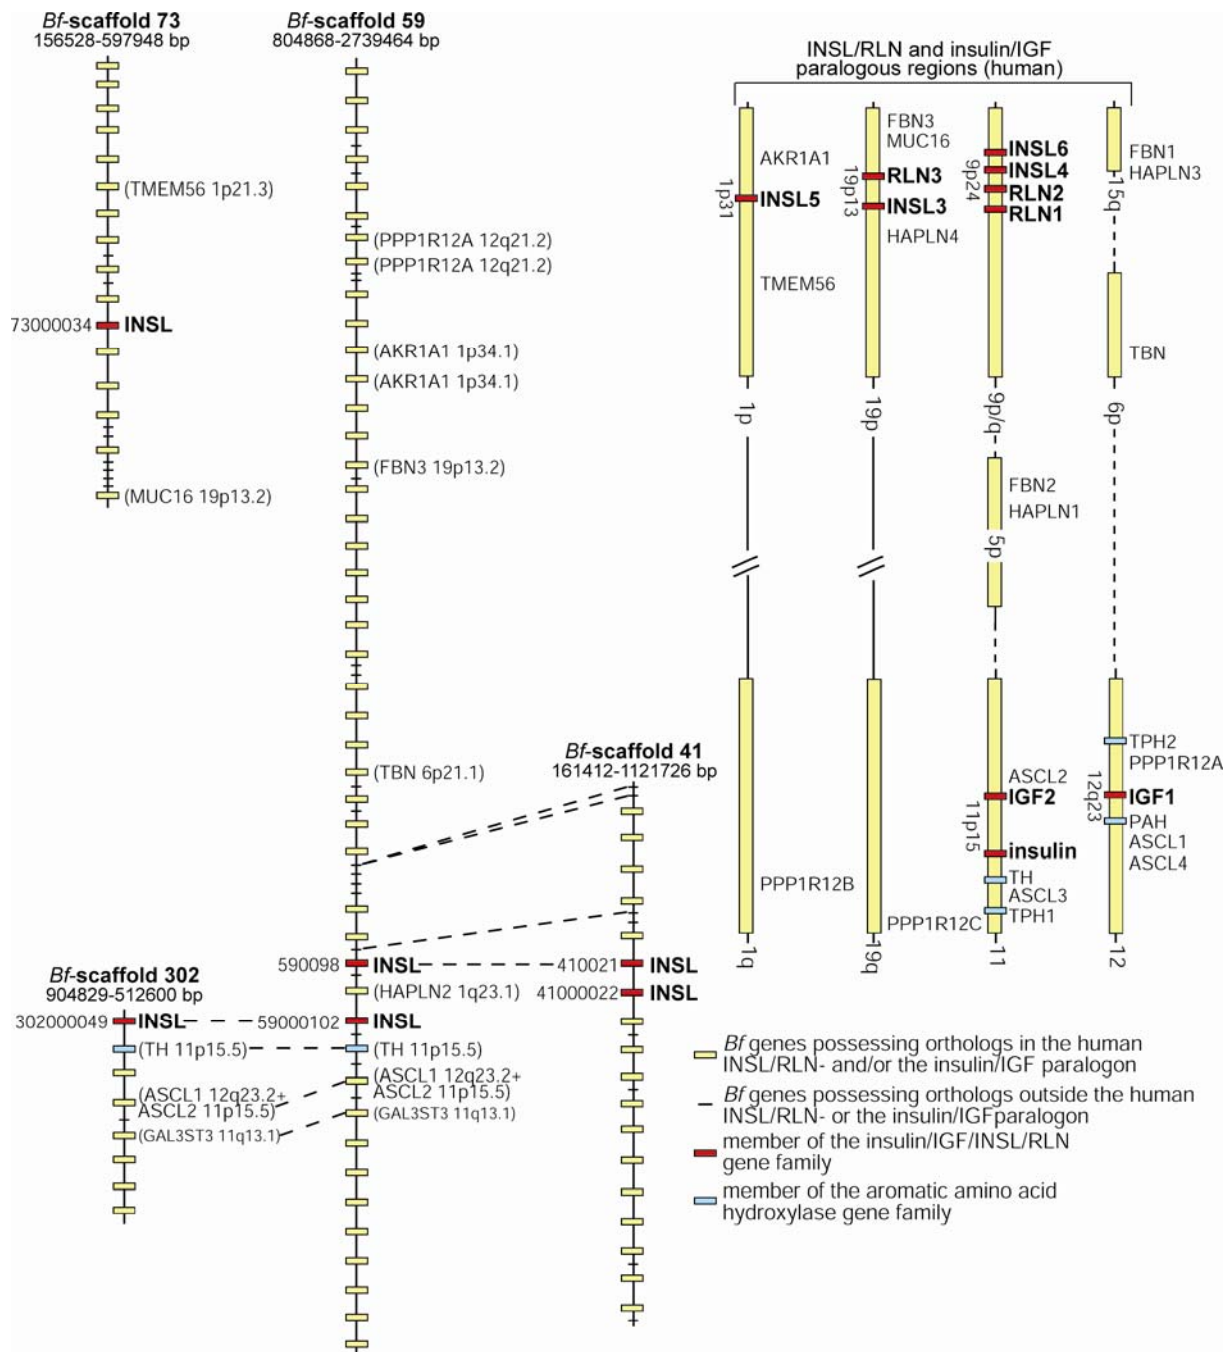 Bf-scaffold 73
156528-597948 bp
(TMEM56 1p21.3)
73000034
INSL
(MUC16 19p13.2)
Bf-scaffold 59
804868-2739464 bp
(PPP1R12A 12q21.2)
(PPP1R12A 12q21.2)
(AKR1A1 1p34.1)
(AKR1A1 1p34.1)
(FBN3 19p13.2)
(TBN 6p21.1)
590098
INSL
(HAPLN2 1q23.1)
59000102
INSL
(TH 11p15.5)
(ASCL1 12q23.2+
ASCL2 11p15.5)
(GAL3ST3 11q13.1)
Bf-scaffold 41
161412-1121726 bp
410021
INSL
41000022
INSL
Bf-scaffold 302
904829-512600 bp
302000049
INSL
(TH 11p15.5)
(ASCL1 12q23.2+
ASCL2 11p15.5)
(GAL3ST3 11q13.1)
INSL/RLN and insulin/IGF
paralogous regions (human)
AKR1A1
1p31
INSL5
TMEM56
1p
PPP1R12B
1q
FBN3
MUC16
19p13
RLN3
INSL3
HAPLN4
19p
PPP1R12C
19q
INSL6
9p24
INSL4
RLN2
RLN1
9p/q
FBN2
HAPLN1
5p
ASCL2
IGF2
11p15
insulin
TH
ASCL3
TPH1
11
FBN1
HAPLN3
15q
TBN
6p
TPH2
PPP1R12A
12q23
IGF1
PAH
ASCL1
ASCL4
12
Bf genes possessing orthologs in the human
INSL/RLN- and/or the insulin/IGF paralogon
Bf genes possessing orthologs outside the human
INSL/RLN- or the insulin/IGFparalogon
member of the insulin/IGF/INSL/RLN
gene family
member of the aromatic amino acid
hydroxylase gene family